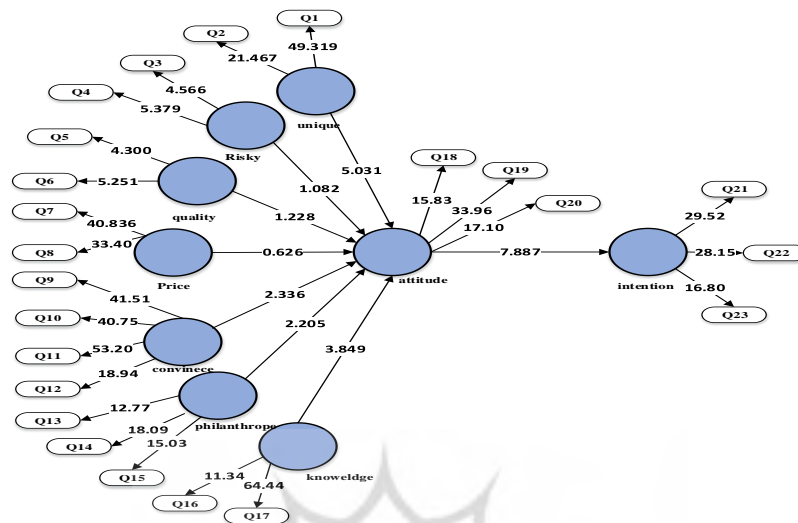 Q1
Q2
49.319
21.467
Q3
4.566
Q4
5.379
unique
Q5
4.300
Risky
Q18
Q19
5.031
Q6
5.251
1.082
Q21
15.83
33.96
Q20
Q7
40.836
quality
1.228
17.10
29.52
Q8
33.40
0.626
7.887
28.15
Q22
Price
attitude
intention
Q9
41.51
2.336
16.80
Q10
40.75
2.205
Q23
Q11
53.20
3.849
convinece
Q12
18.94
Q13
12.77
philanthrope
Q14
18.09
15.03
Q15
11.34
knoweldge
64.44
Q16
Q17